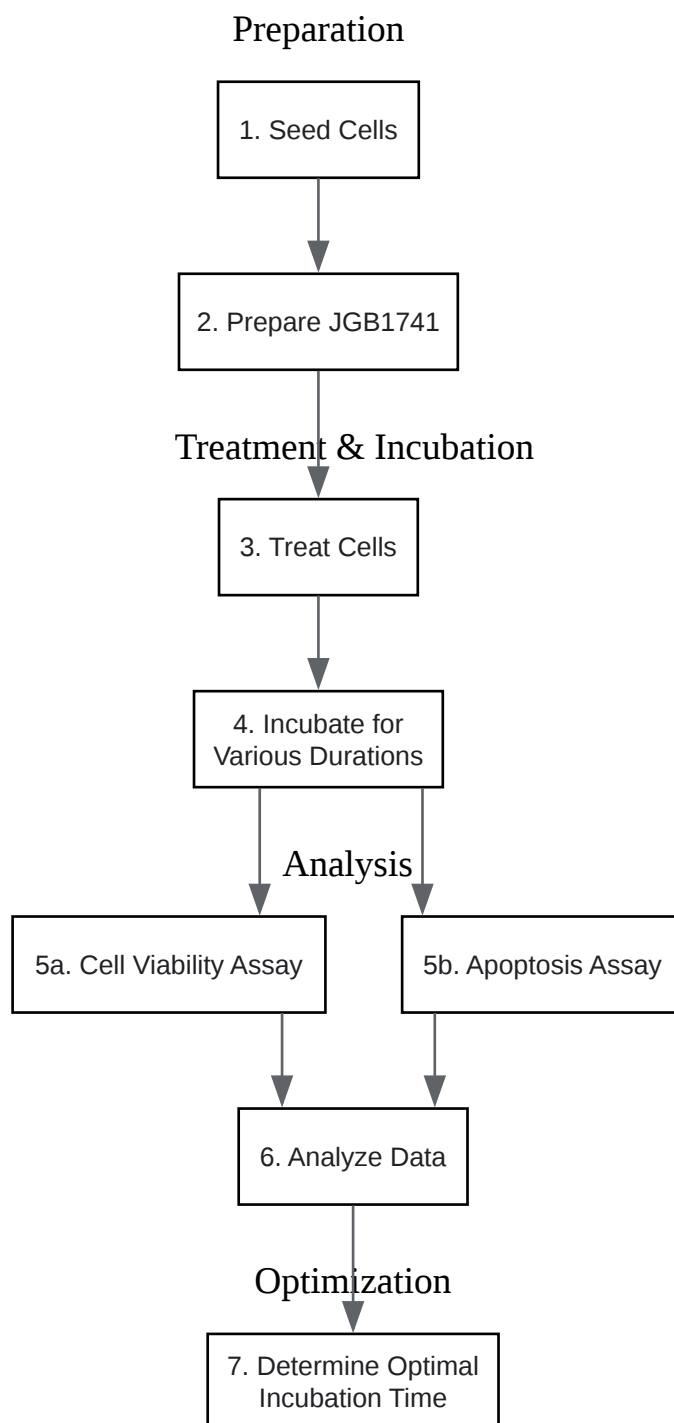 Preparation
1. Seed Cells
2. Prepare JGB1741
Treatment & Incubation
3. Treat Cells
4. Incubate for
Various Durations
Analysis
5a. Cell Viability Assay
5b. Apoptosis Assay
6. Analyze Data
Optimization
7. Determine Optimal
Incubation Time